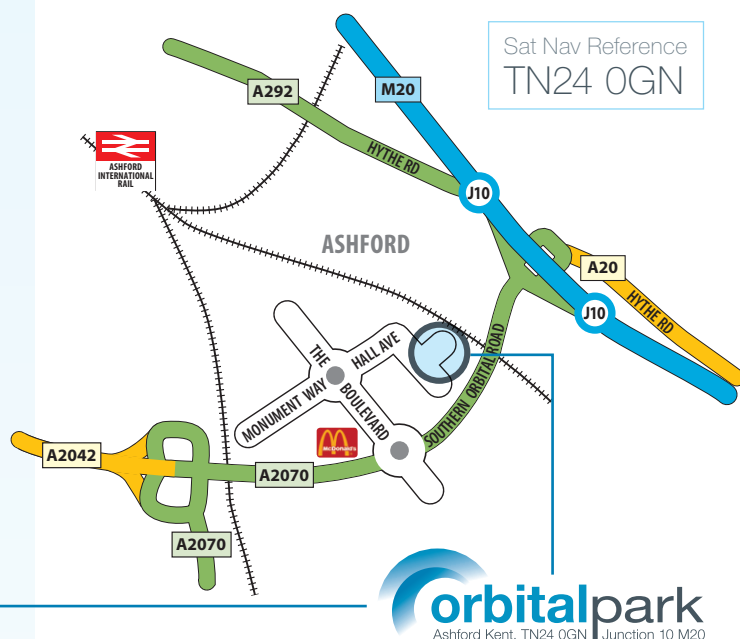 Sat Nav Reference
TN24 0GN
A292
M20
HYTHE RD
ASHFORD
INTERNATIONAL
RAIL
J10
ASHFORD
A20
HYTHE RD
J10
HALL AVE
THE
BOULEVARD
MONUMENT WAY
SOUTHERN ORBITAL ROAD
McDonald's
A2042
A2070
A2070
orbitalpark
Ashford Kent, TN24 0GN | Junction 10 M20